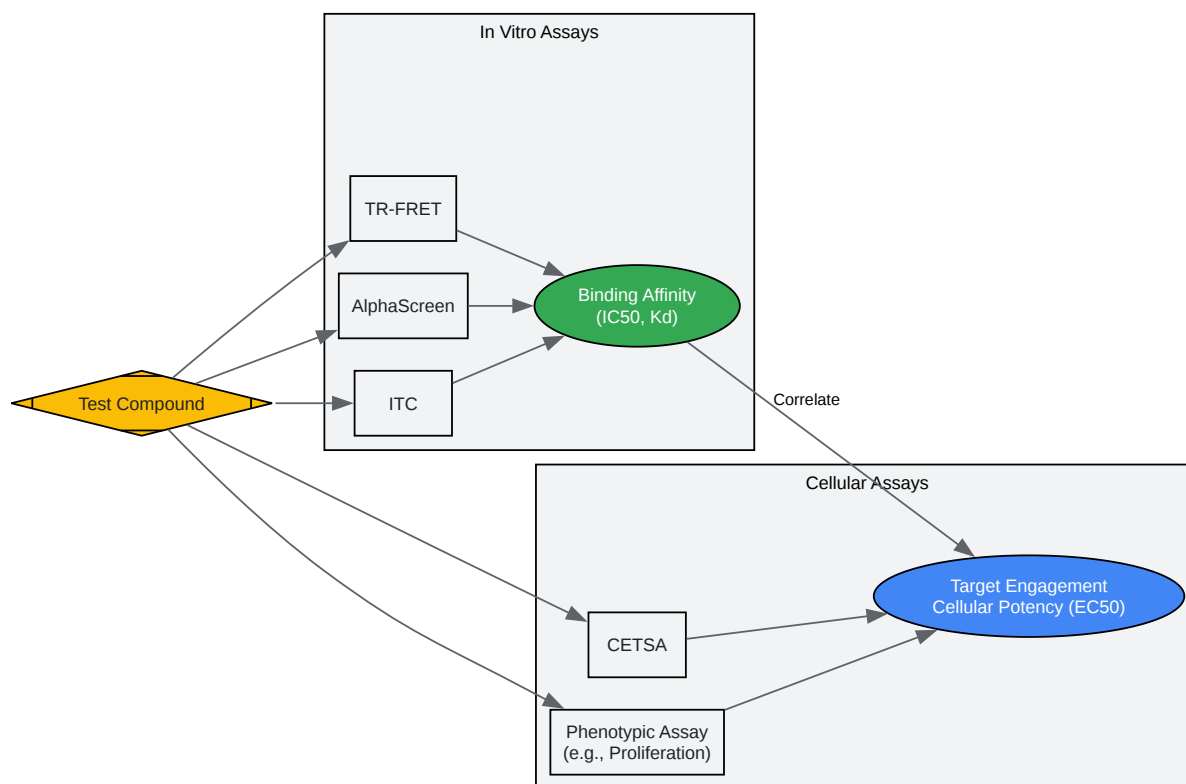 In Vitro Assays
TR-FRET
AlphaScreen
ITC
Binding Affinity
(IC50, Kd)
Test Compound
Correlate
Cellular Assays
Target Engagement
Cellular Potency (EC50)
CETSA
Phenotypic Assay
(e.g., Proliferation)